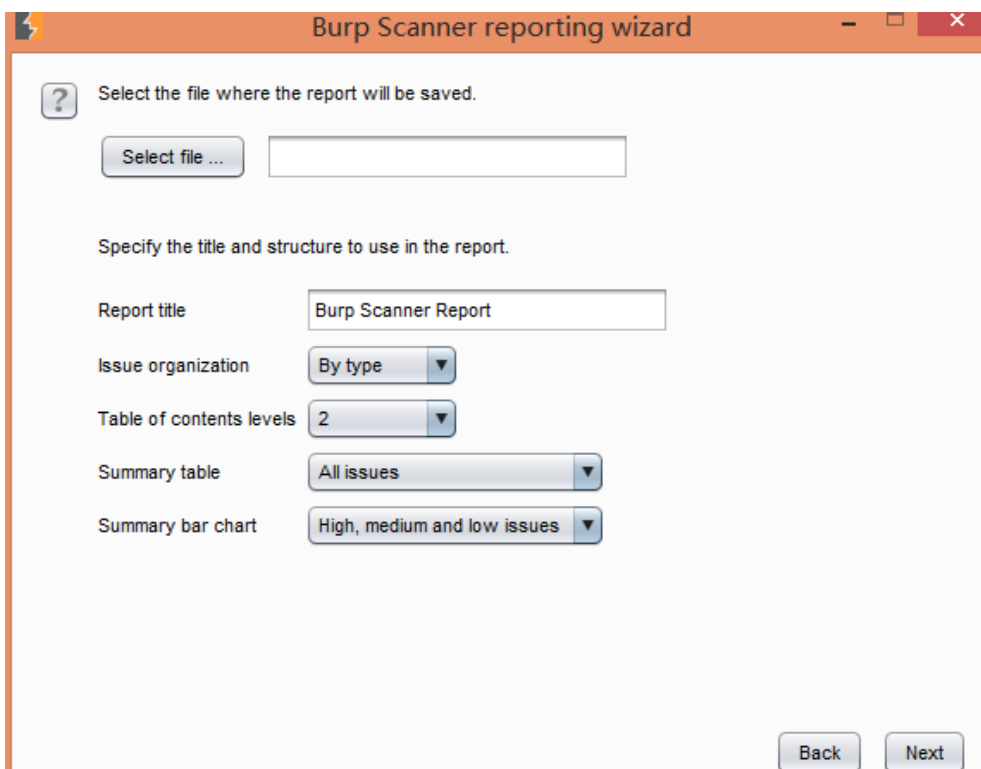 Burp Scanner reporting wizard
?
Select the file where the report will be saved.
Select file ...
Specify the title and structure to use in the report.
Report title
Burp Scanner Report
Issue organization
By type
Table of contents levels
2
Summary table
All issues
Summary bar chart
High, medium and low issues
Back
Next